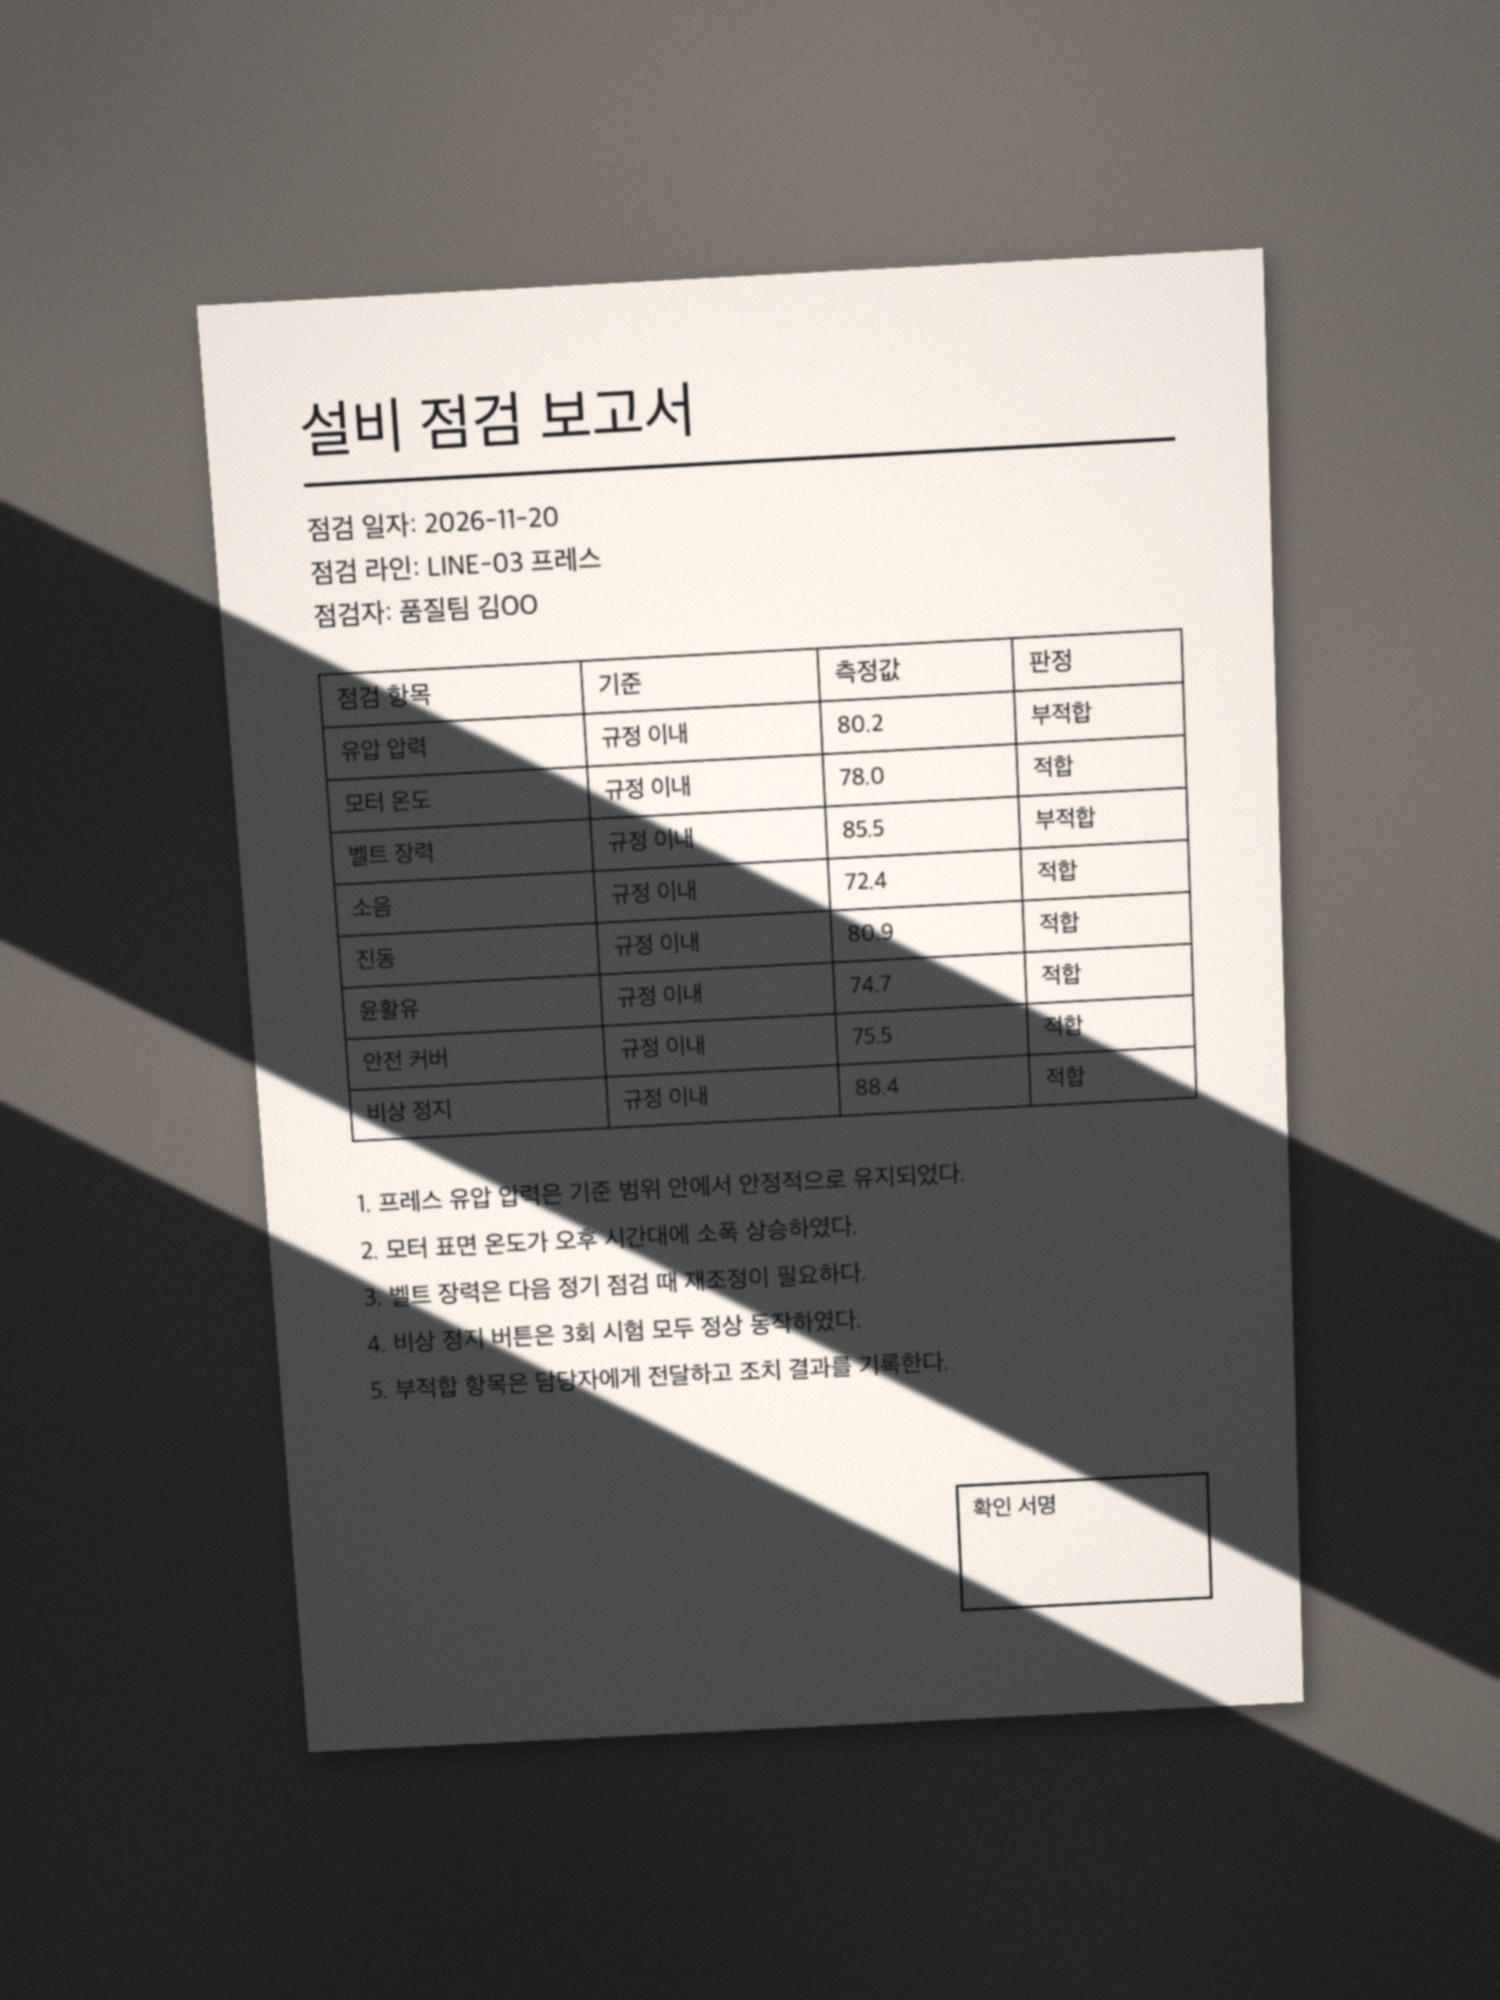 설비 점검 보고서
점검 일자: 2026-11-20
점검 라인: LINE-03 프레스
점검자: 품질팀 김OO
점검 항목 기준 측정값 판정
유압 압력 규정 이내 80.2 부적합
모터 온도 규정 이내 78.0 적합
벨트 장력 규정 이내 85.5 부적합
소음 규정 이내 72.4 적합
진동 규정 이내 80.9 적합
윤활유 규정 이내 74.7 적합
안전 커버 규정 이내 75.5 적합
비상 정지 규정 이내 88.4 적합
1. 프레스 유압 압력은 기준 범위 안에서 안정적으로 유지되었다.
2. 모터 표면 온도가 오후 시간대에 소폭 상승하였다.
3. 벨트 장력은 다음 정기 점검 때 재조정이 필요하다.
4. 비상 정지 버튼은 3회 시험 모두 정상 동작하였다.
5. 부적합 항목은 담당자에게 전달하고 조치 결과를 기록한다.
확인 서명